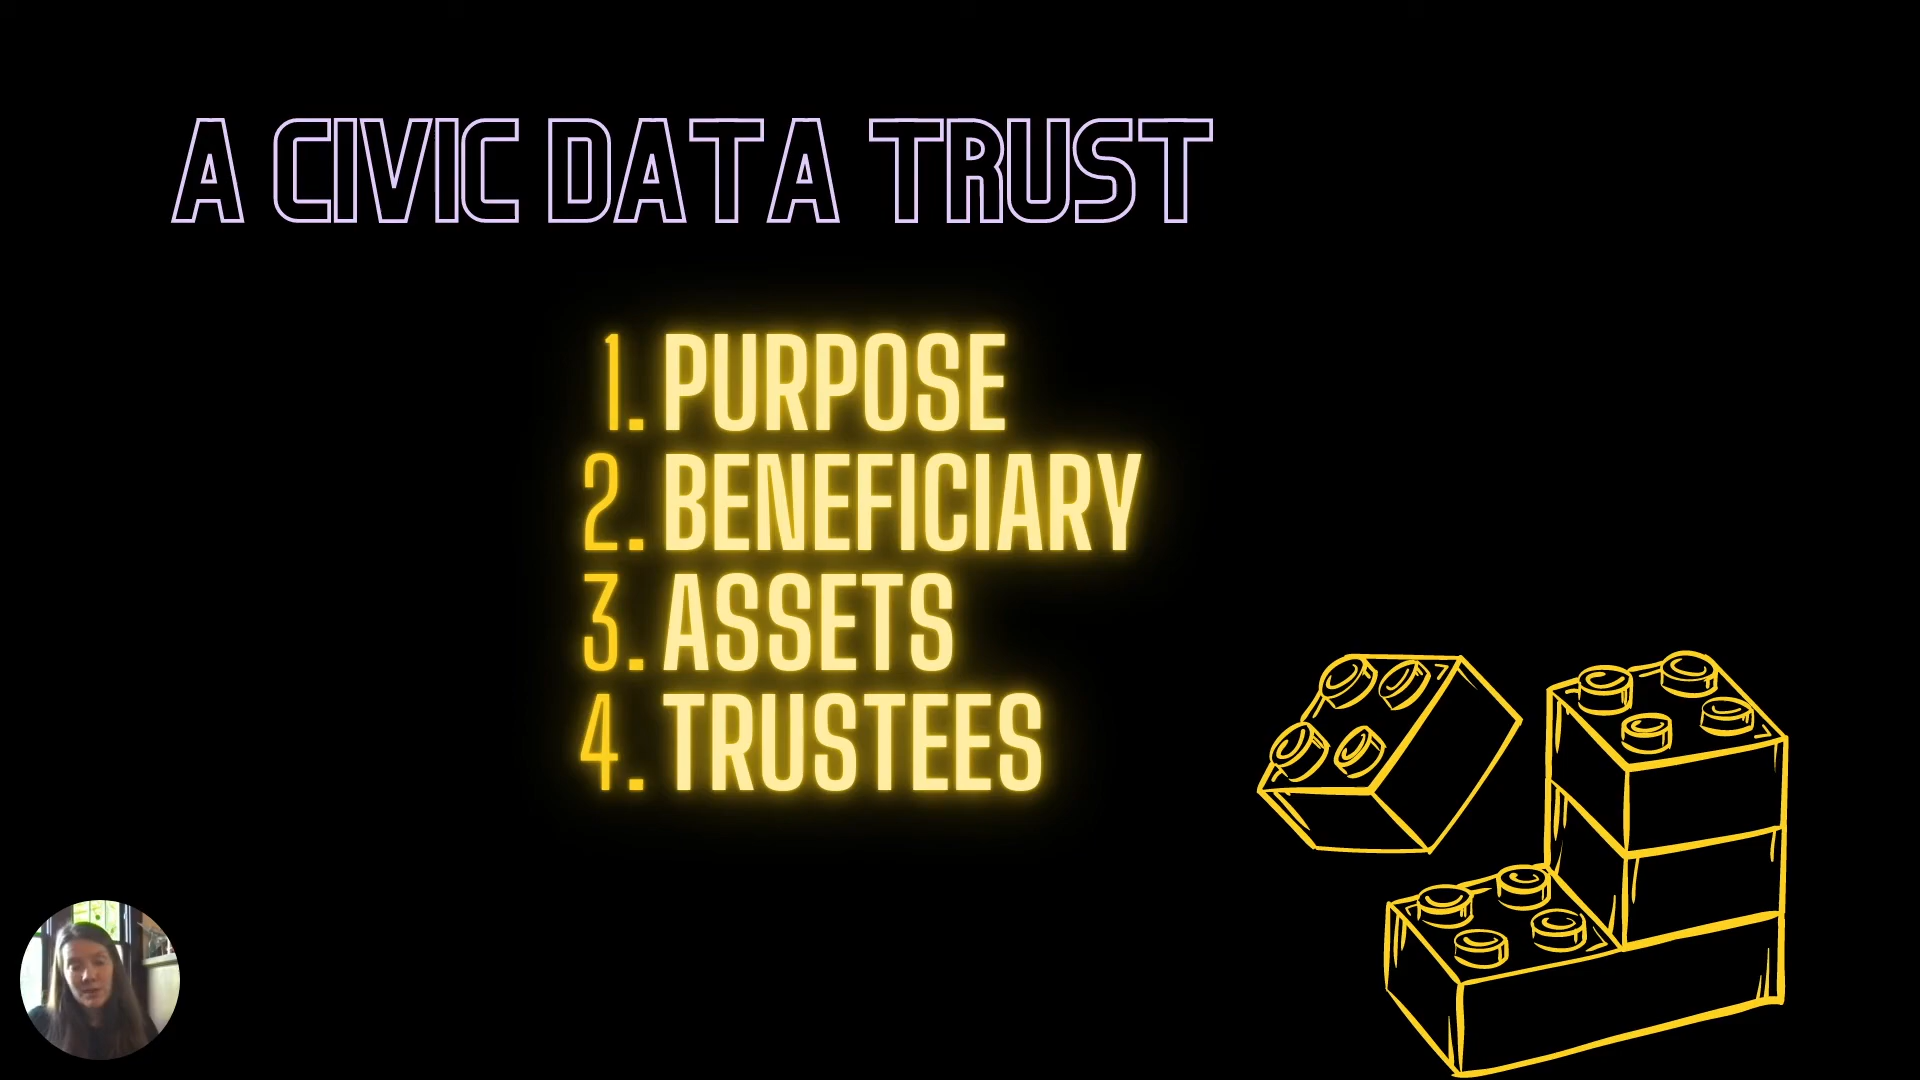 A CIVIC DATA TRUST
1. PURPOSE
2. BENEFICIARY
3. ASSETS
4. TRUSTEES